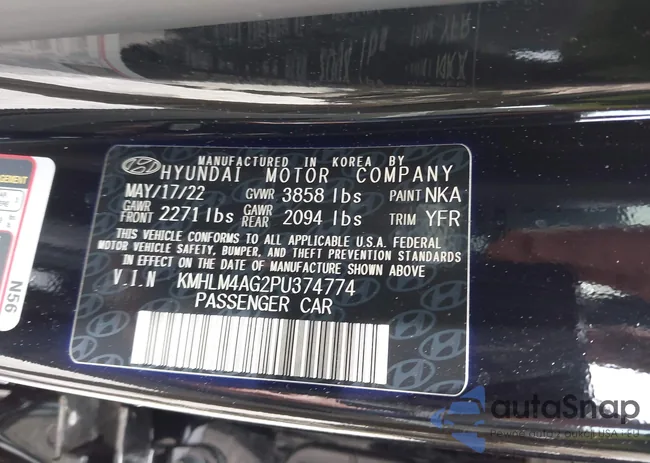 MANUFACTURED IN KOREA BY
HYUNDAI MOTOR COMPANY
MAY/17/22 GVWR 3858 lbs PAINT NKA
GAWR FRONT 2271 lbs GAWR REAR 2094 lbs TRIM YFR
THIS VEHICLE CONFORMS TO ALL APPLICABLE U.S.A. FEDERAL
MOTOR VEHICLE SAFETY, BUMPER, AND THEFT PREVENTION STANDARDS
IN EFFECT ON THE DATE OF MANUFACTURE SHOWN ABOVE
V.I.N KMHLM4AG2PU374774
PASSENGER CAR
N56
autoSnap